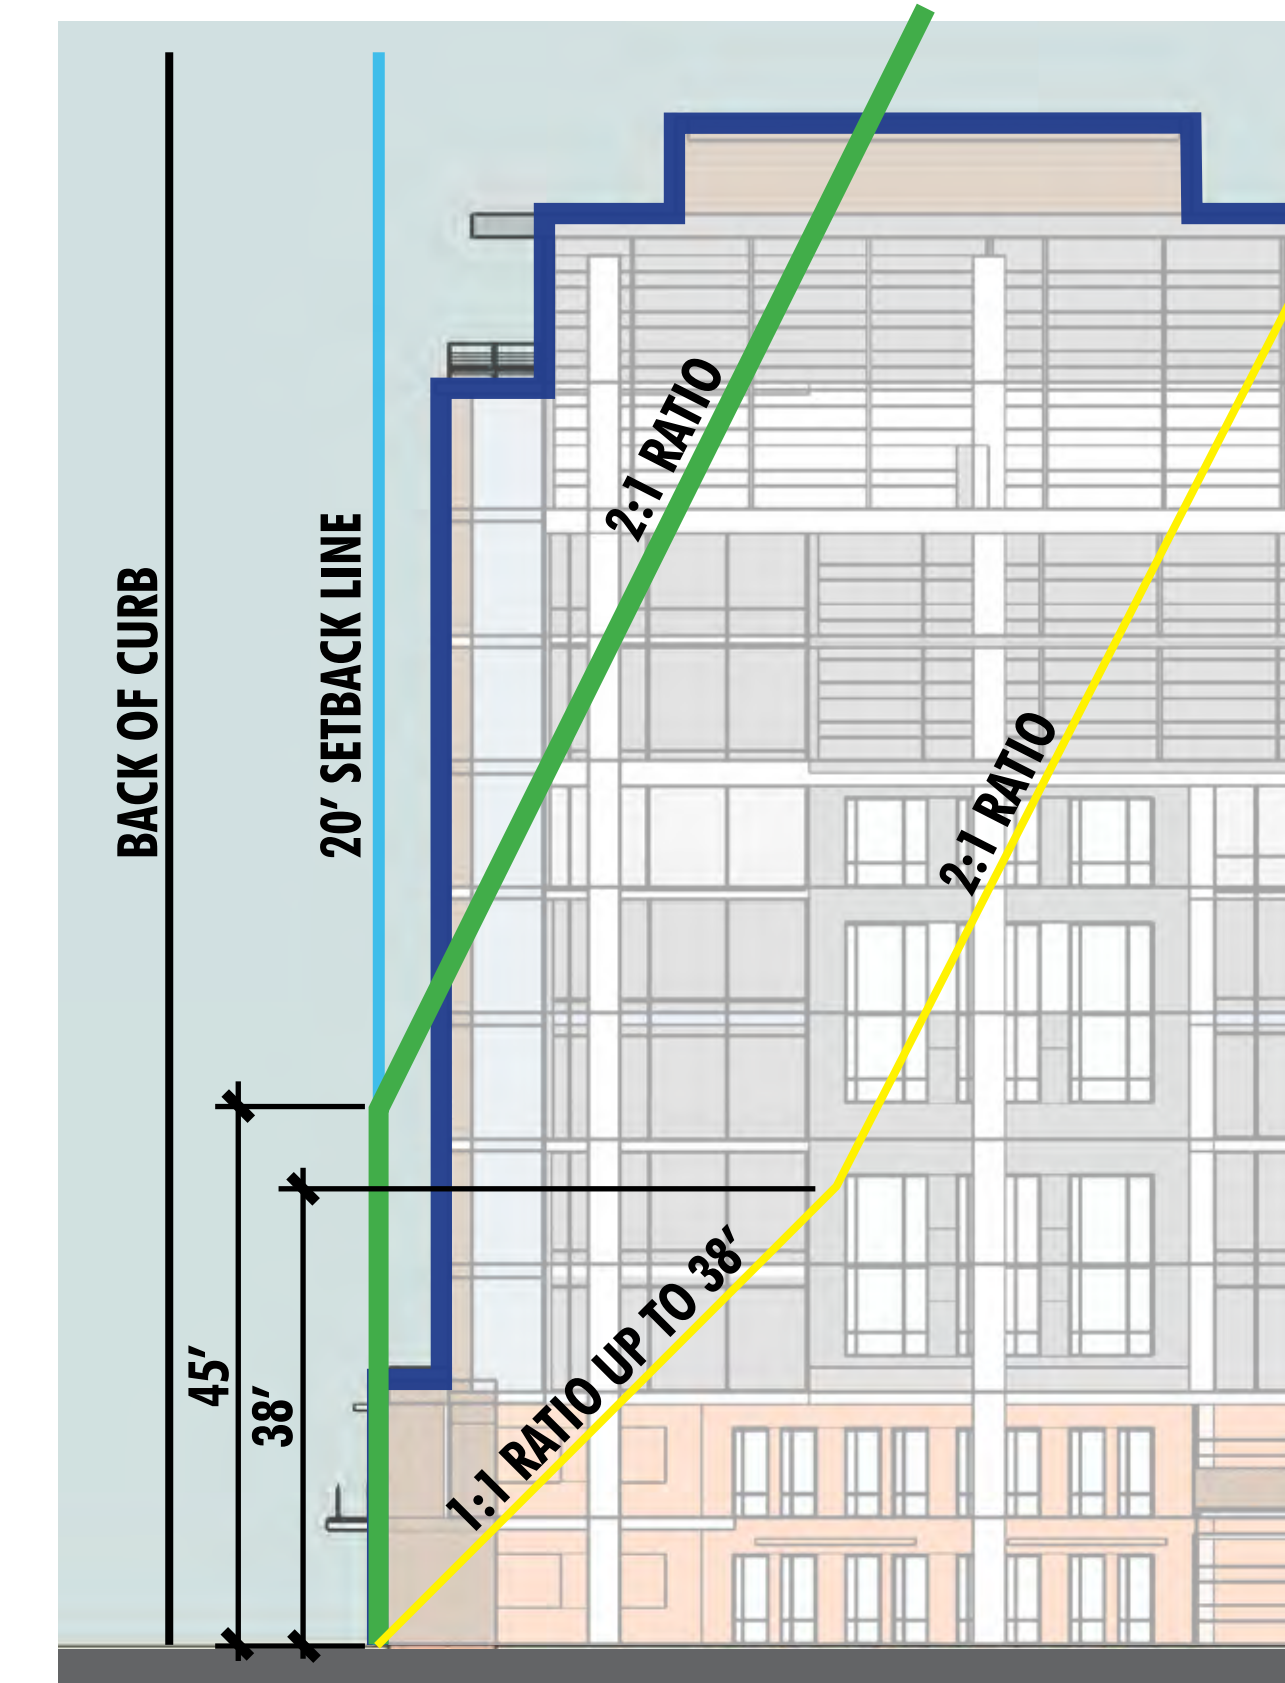 BACK OF CURB
20′ SETBACK LINE
2:1 RATIO
2:1 RATIO
1:1 RATIO UP TO 38′
45′
38′